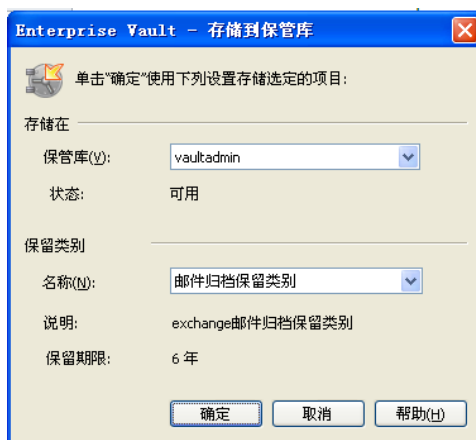 Enterprise Vault - 存储到保管库
单击"确定"使用下列设置存储选定的项目:
存储在
保管库(V): vaultadmin
状态: 可用
保留类别
名称(N): 邮件归档保留类别
说明: exchange邮件归档保留类别
保留期限: 6 年
确定 取消 帮助(H)